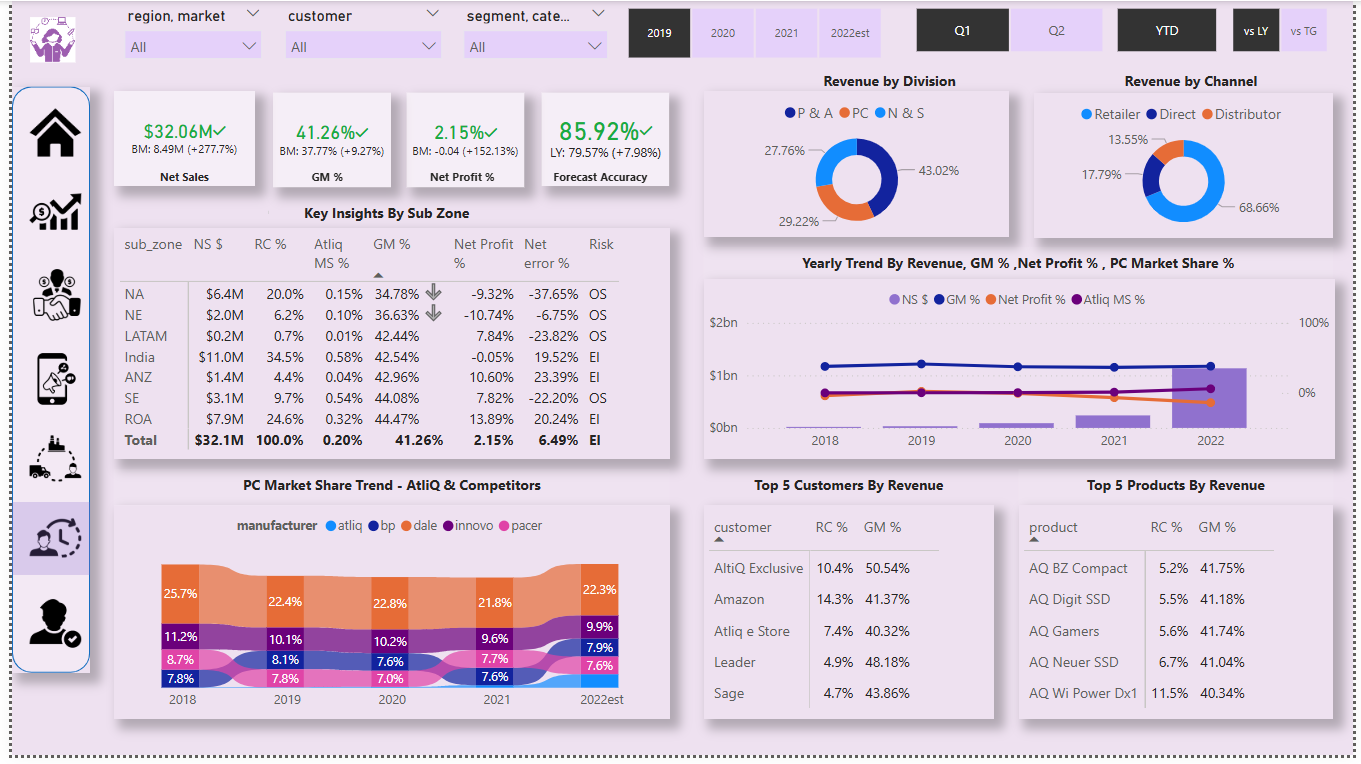 region, market
customer
segment, cate...
All
All
All
2019
2020
2021
2022est
Q1
Q2
YTD
vs LY
vs TG
$32.06M✓
BM: 8.49M (+277.7%)
Net Sales
41.26%✓
BM: 37.77% (+9.27%)
GM %
2.15%✓
BM: -0.04 (+152.13%)
Net Profit %
85.92%✓
LY: 79.57% (+7.98%)
Forecast Accuracy
Revenue by Division
P & A PC N & S
27.76%
43.02%
29.22%
Revenue by Channel
Retailer Direct Distributor
13.55%
17.79%
68.66%
Key Insights By Sub Zone
sub_zone NS $ RC % Atliq MS % GM % Net Profit % Net error % Risk
NA $6.4M 20.0% 0.15% 34.78% -9.32% -37.65% OS
NE $2.0M 6.2% 0.10% 36.63% -10.74% -6.75% OS
LATAM $0.2M 0.7% 0.01% 42.44% 7.84% -23.82% OS
India $11.0M 34.5% 0.58% 42.54% -0.05% 19.52% EI
ANZ $1.4M 4.4% 0.04% 42.96% 10.60% 23.39% EI
SE $3.1M 9.7% 0.54% 44.08% 7.82% -22.20% OS
ROA $7.9M 24.6% 0.32% 44.47% 13.89% 20.24% EI
Total $32.1M 100.0% 0.20% 41.26% 2.15% 6.49% EI
Yearly Trend By Revenue, GM % ,Net Profit % , PC Market Share %
NS $ GM % Net Profit % Atliq MS %
$2bn 100%
$1bn 0%
$0bn
2018 2019 2020 2021 2022
PC Market Share Trend - AtliQ & Competitors
manufacturer atliq bp dale innovo pacer
25.7% 22.4% 22.8% 21.8% 22.3%
11.2% 10.1% 10.2% 9.6% 9.9%
8.7% 8.1% 7.6% 7.7% 7.9%
7.8% 7.8% 7.0% 7.6% 7.6%
2018 2019 2020 2021 2022est
Top 5 Customers By Revenue
customer RC % GM %
AltiQ Exclusive 10.4% 50.54%
Amazon 14.3% 41.37%
Atliq e Store 7.4% 40.32%
Leader 4.9% 48.18%
Sage 4.7% 43.86%
Top 5 Products By Revenue
product RC % GM %
AQ BZ Compact 5.2% 41.75%
AQ Digit SSD 5.5% 41.18%
AQ Gamers 5.6% 41.74%
AQ Neuer SSD 6.7% 41.04%
AQ Wi Power Dx1 11.5% 40.34%